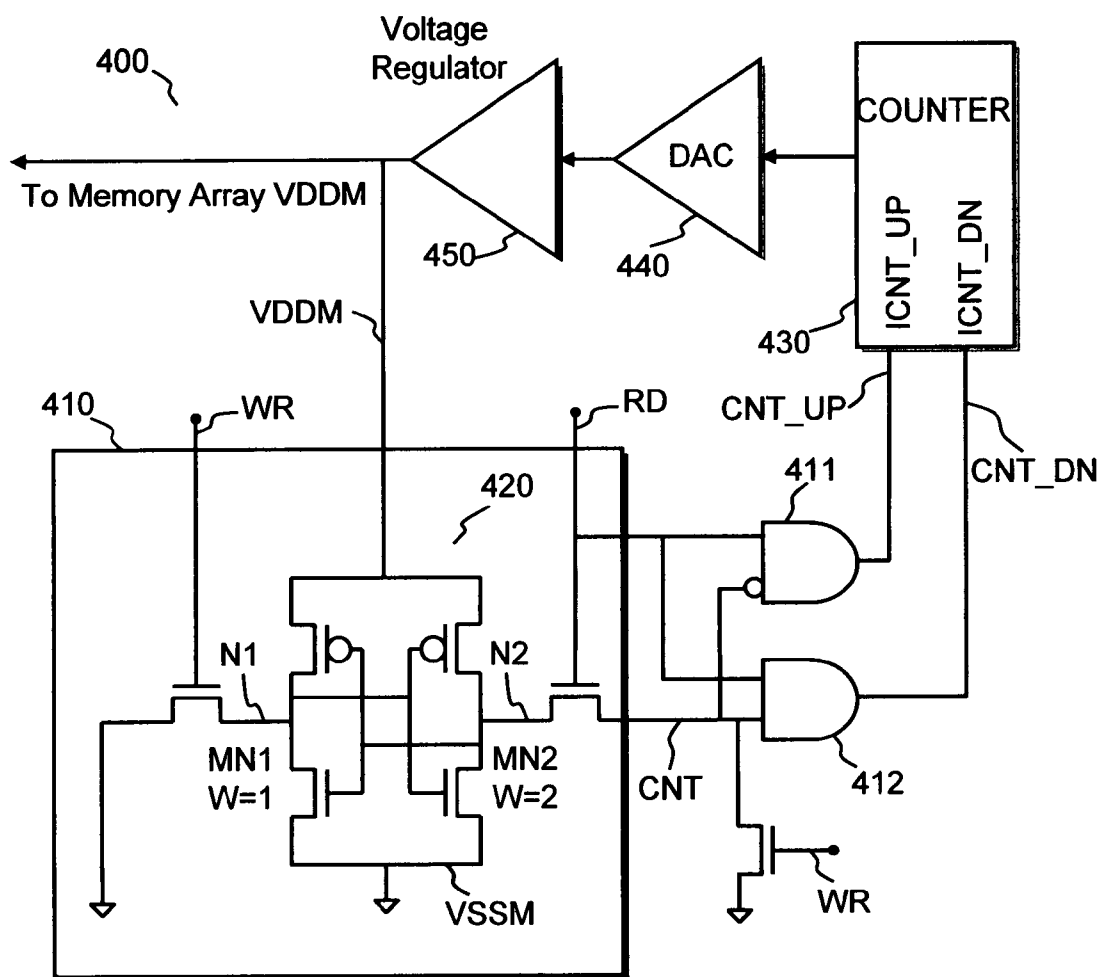 400
Voltage
Regulator
COUNTER
DAC
To Memory Array VDDM
450
440
ICNT_UP
ICNT_DN
430
VDDM
410
WR
RD
CNT_UP
CNT_DN
420
411
N1
N2
MN1
W=1
MN2
W=2
CNT
412
VSSM
WR